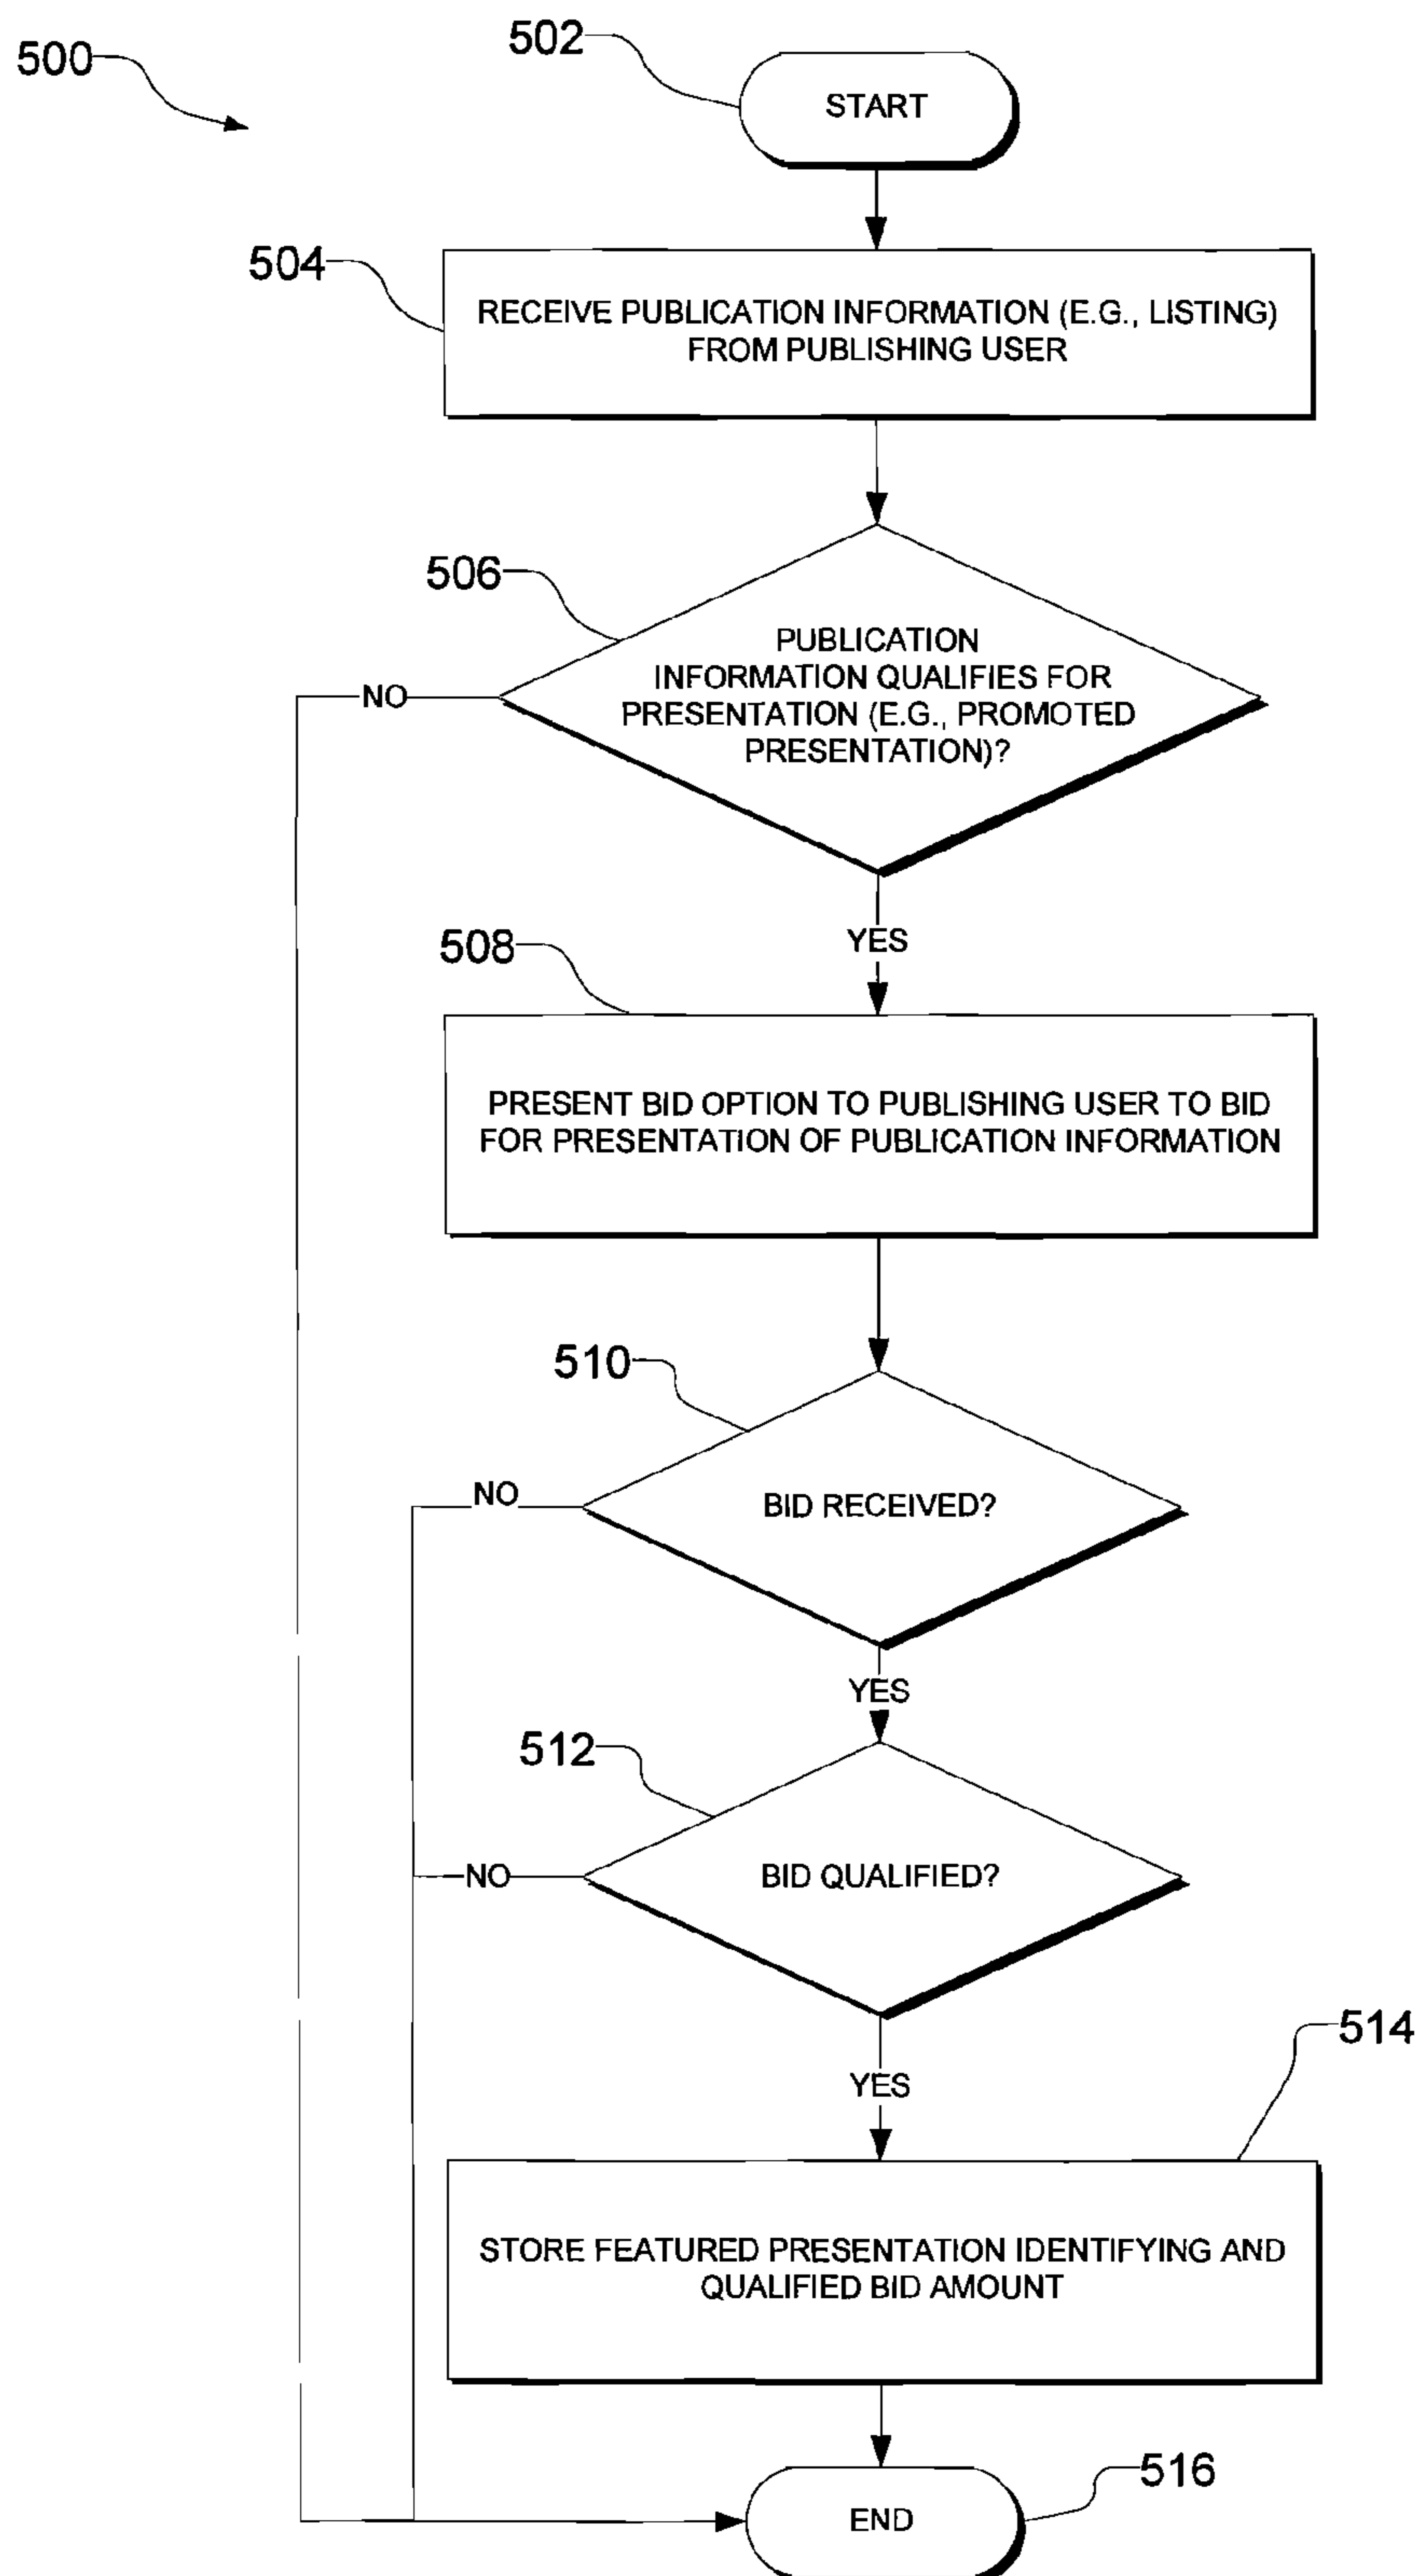 500
502
START
504
RECEIVE PUBLICATION INFORMATION (E.G., LISTING)
FROM PUBLISHING USER
506
PUBLICATION
INFORMATION QUALIFIES FOR
PRESENTATION (E.G., PROMOTED
PRESENTATION)?
NO
YES
508
PRESENT BID OPTION TO PUBLISHING USER TO BID
FOR PRESENTATION OF PUBLICATION INFORMATION
510
BID RECEIVED?
NO
YES
512
BID QUALIFIED?
NO
YES
514
STORE FEATURED PRESENTATION IDENTIFYING AND
QUALIFIED BID AMOUNT
516
END